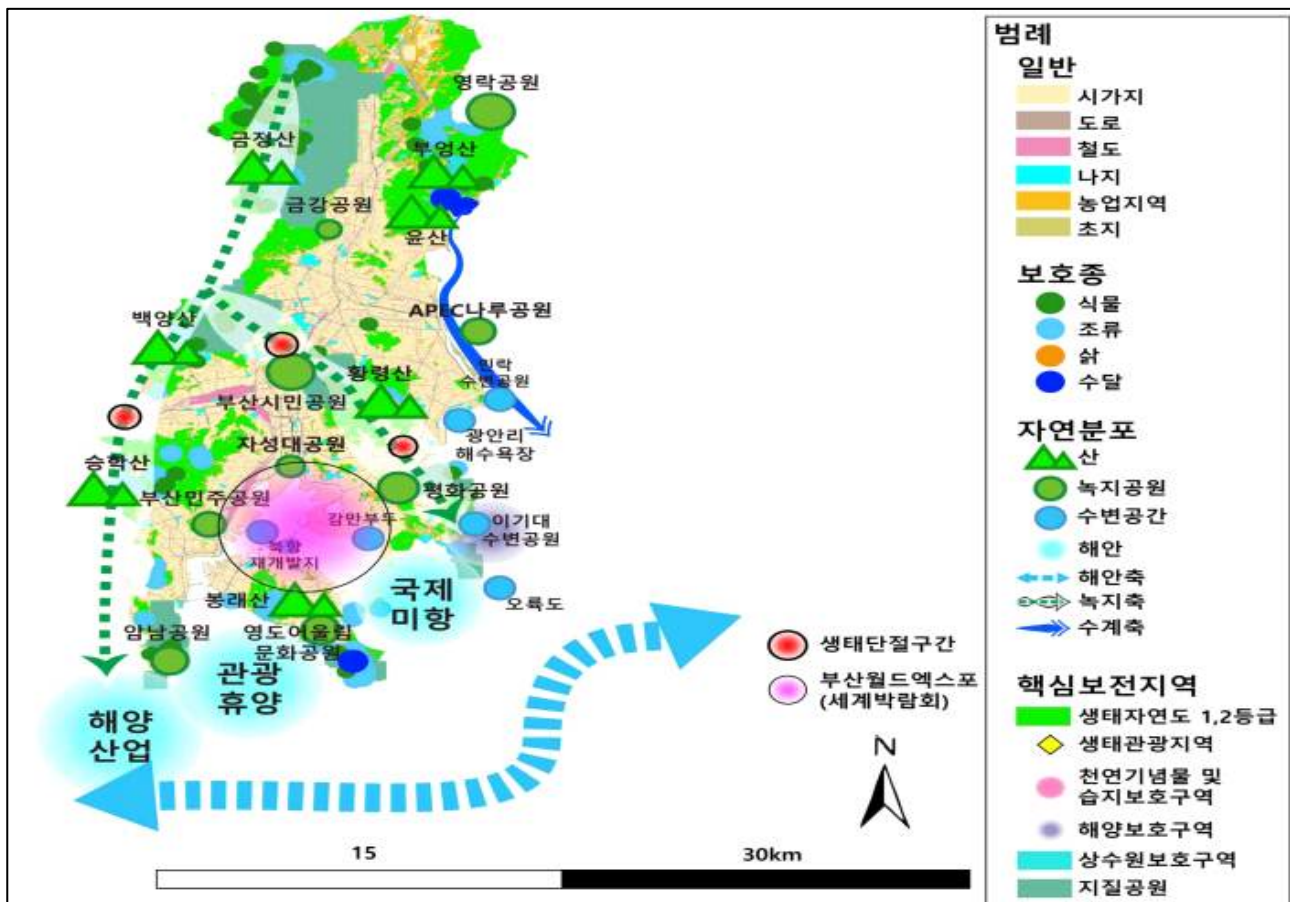 영락공원
금정산
부엉산
금강공원
윤산
APEC나루공원
백양산
민락
수변공원
황령산
부산시민공원
광안리
해수욕장
자성대공원
승학산
평화공원
부산민주공원
감만부두
이기대
수변공원
북항
재개발지
국제
미항
오륙도
봉래산
암남공원
영도어울림
문화공원
관광
휴양
해양
산업
생태단절구간
부산월드엑스포
(세계박람회)
N
15
30km
범례
일반
시가지
도로
철도
나지
농업지역
초지
보호종
식물
조류
삵
수달
자연분포
산
녹지공원
수변공간
해안
해안축
녹지축
수계축
핵심보전지역
생태자연도 1,2등급
생태관광지역
천연기념물 및
습지보호구역
해양보호구역
상수원보호구역
지질공원